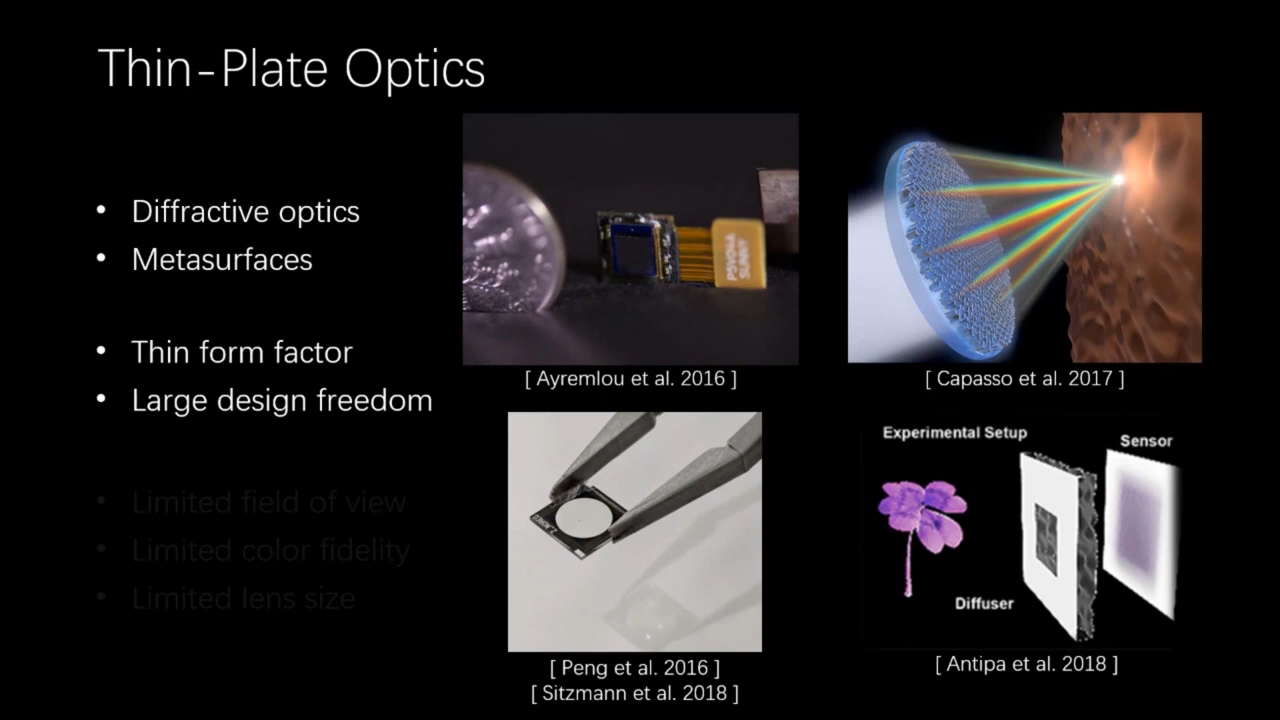 Thin-Plate Optics
• Diffractive optics
• Metasurfaces
• Thin form factor
• Large design freedom
• Limited field of view
• Limited color fidelity
• Limited lens size
SUNNY
[ Ayremlou et al. 2016 ]
[ Capasso et al. 2017 ]
[ Peng et al. 2016 ]
[ Sitzmann et al. 2018 ]
Experimental Setup
Sensor
Diffuser
[ Antipa et al. 2018 ]